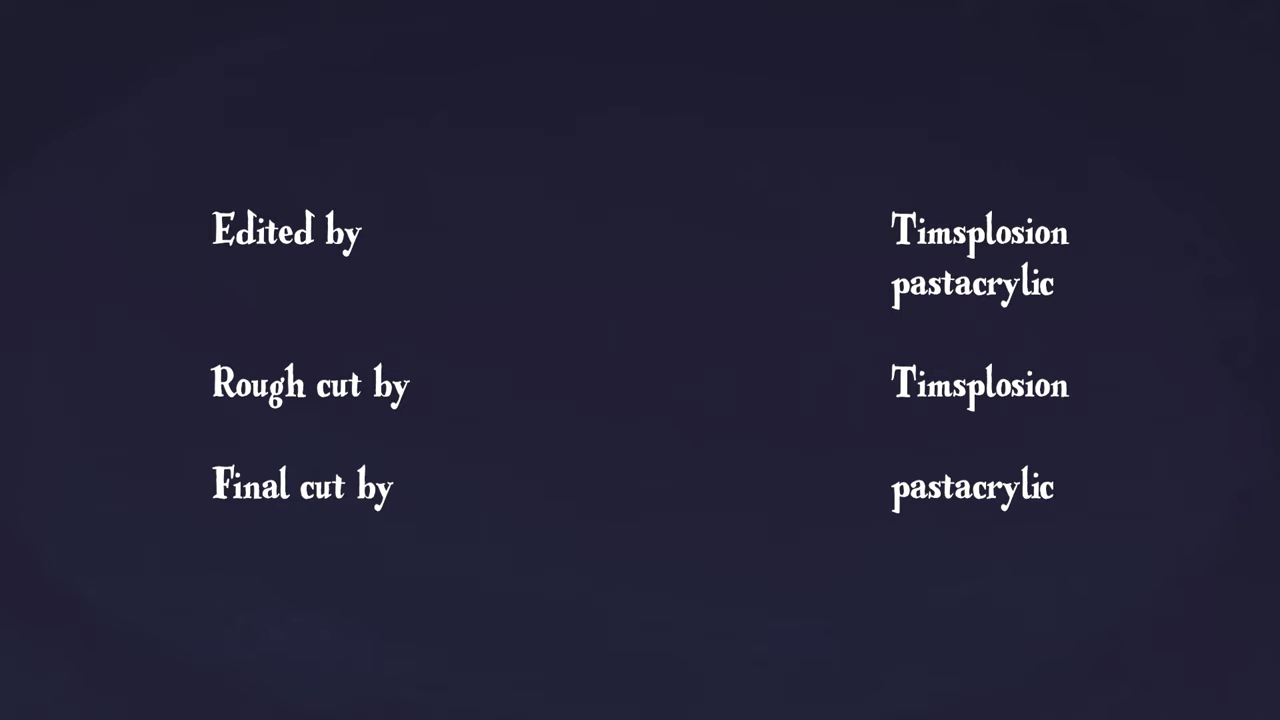 Edited by Timsplosion
pastacrylic
Rough cut by Timsplosion
Final cut by pastacrylic